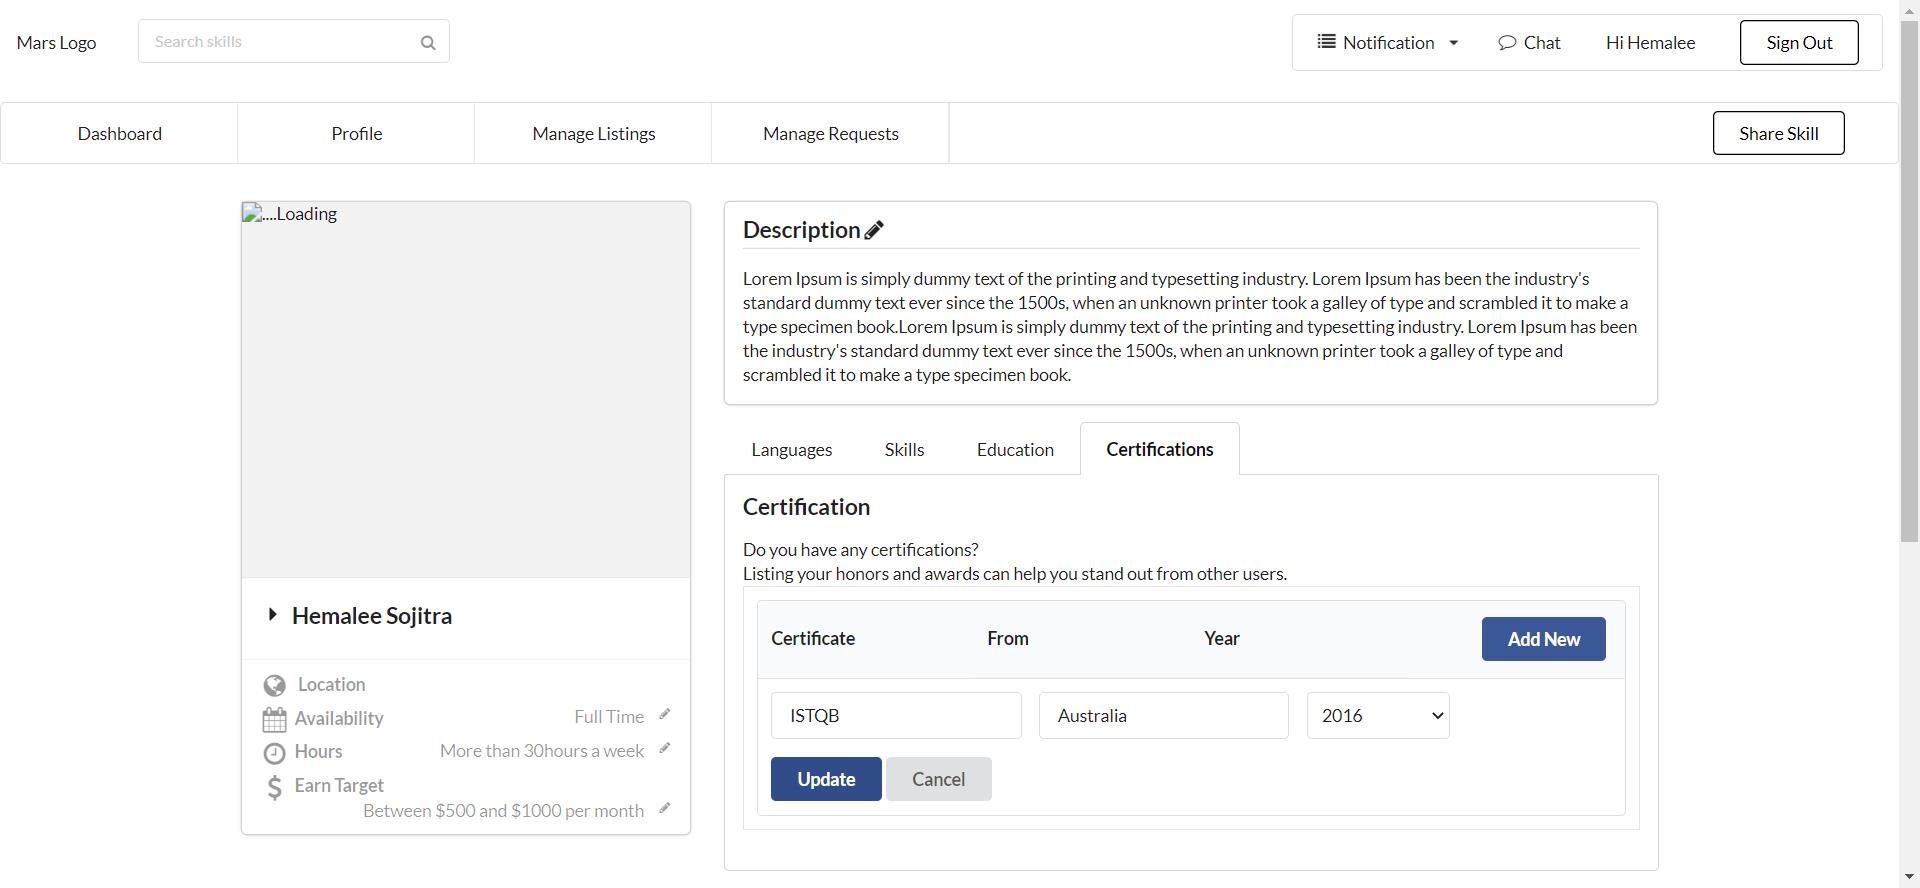 Mars Logo
Search skills
Notification
Chat
Hi Hemalee
Sign Out
Dashboard
Profile
Manage Listings
Manage Requests
Share Skill
....Loading
Hemalee Sojitra
Location
Availability
Full Time
Hours
More than 30hours a week
Earn Target
Between $500 and $1000 per month
Description
Lorem Ipsum is simply dummy text of the printing and typesetting industry. Lorem Ipsum has been the industry's
standard dummy text ever since the 1500s, when an unknown printer took a galley of type and scrambled it to make a
type specimen book.Lorem Ipsum is simply dummy text of the printing and typesetting industry. Lorem Ipsum has been
the industry's standard dummy text ever since the 1500s, when an unknown printer took a galley of type and
scrambled it to make a type specimen book.
Languages
Skills
Education
Certifications
Certification
Do you have any certifications?
Listing your honors and awards can help you stand out from other users.
Certificate
From
Year
Add New
ISTQB
Australia
2016
Update
Cancel